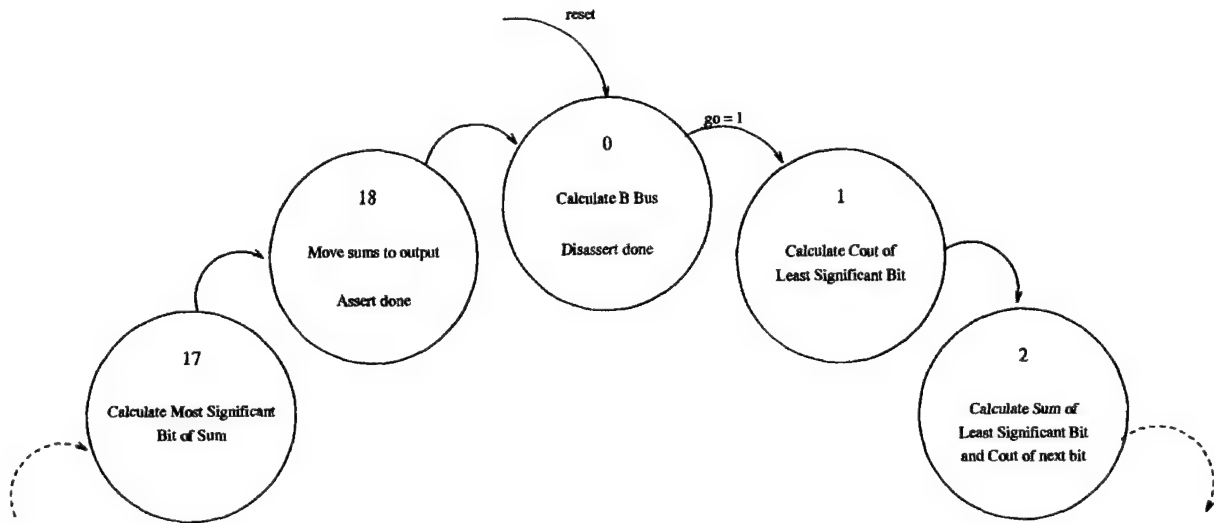 reset
go = 1
0
Calculate B Bus
Disassert done
18
Move sums to output
Assert done
1
Calculate Cout of
Least Significant Bit
17
Calculate Most Significant
Bit of Sum
2
Calculate Sum of
Least Significant Bit
and Cout of next bit